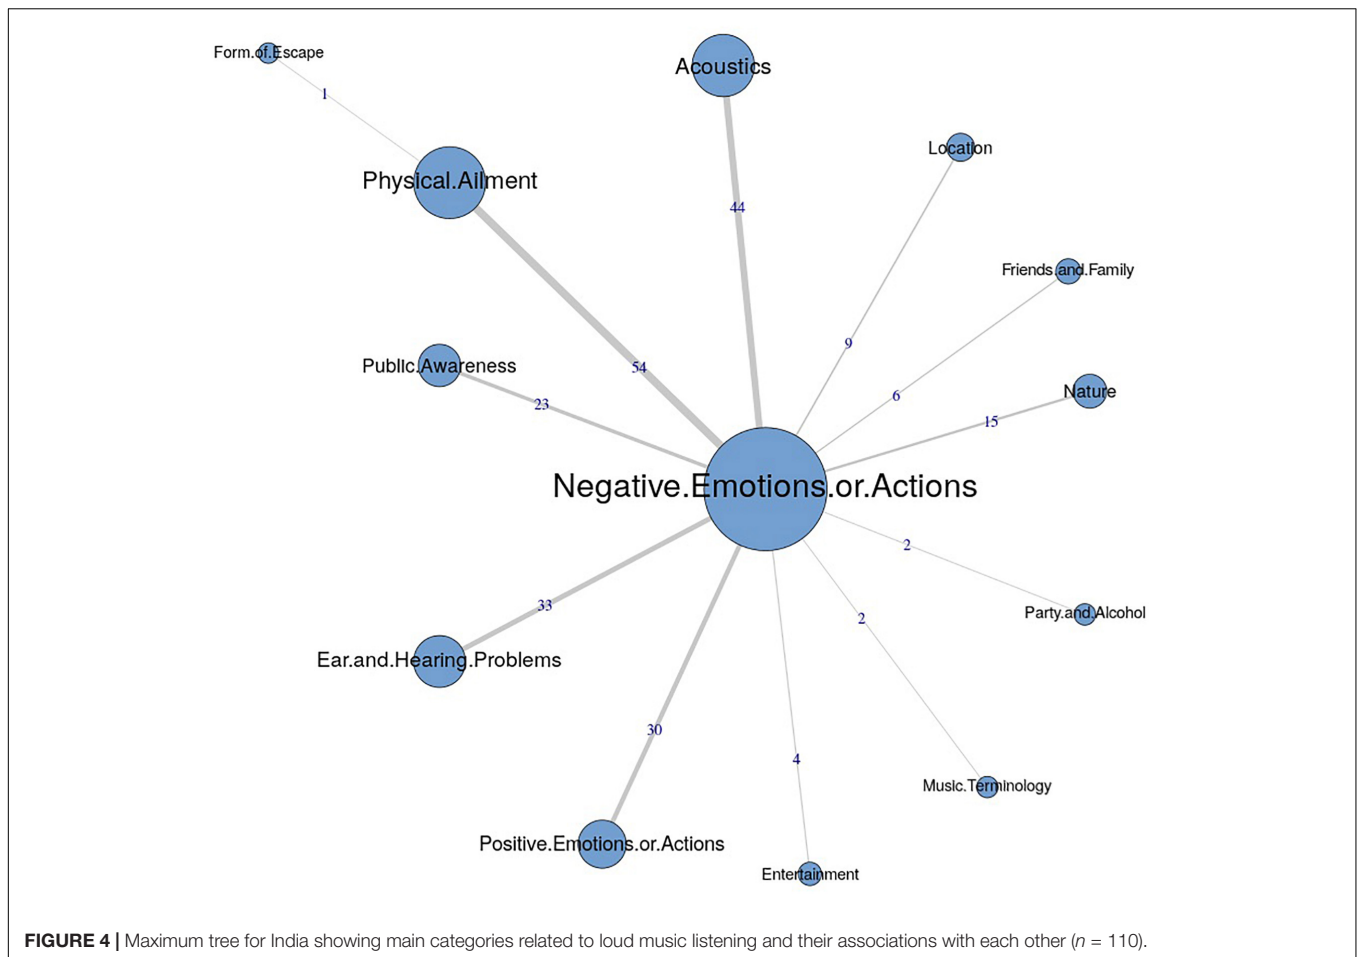 Form.of.Escape
Acoustics
1
Location
Physical.Ailment
44
Friends.and.Family
9
Public.Awareness
54
6
Nature
23
15
Negative.Emotions.or.Actions
2
33
Party.and.Alcohol
2
Ear.and.Hearing.Problems
30
4
Music.Terminology
Positive.Emotions.or.Actions
Entertainment
FIGURE 4 | Maximum tree for India showing main categories related to loud music listening and their associations with each other (n = 110).